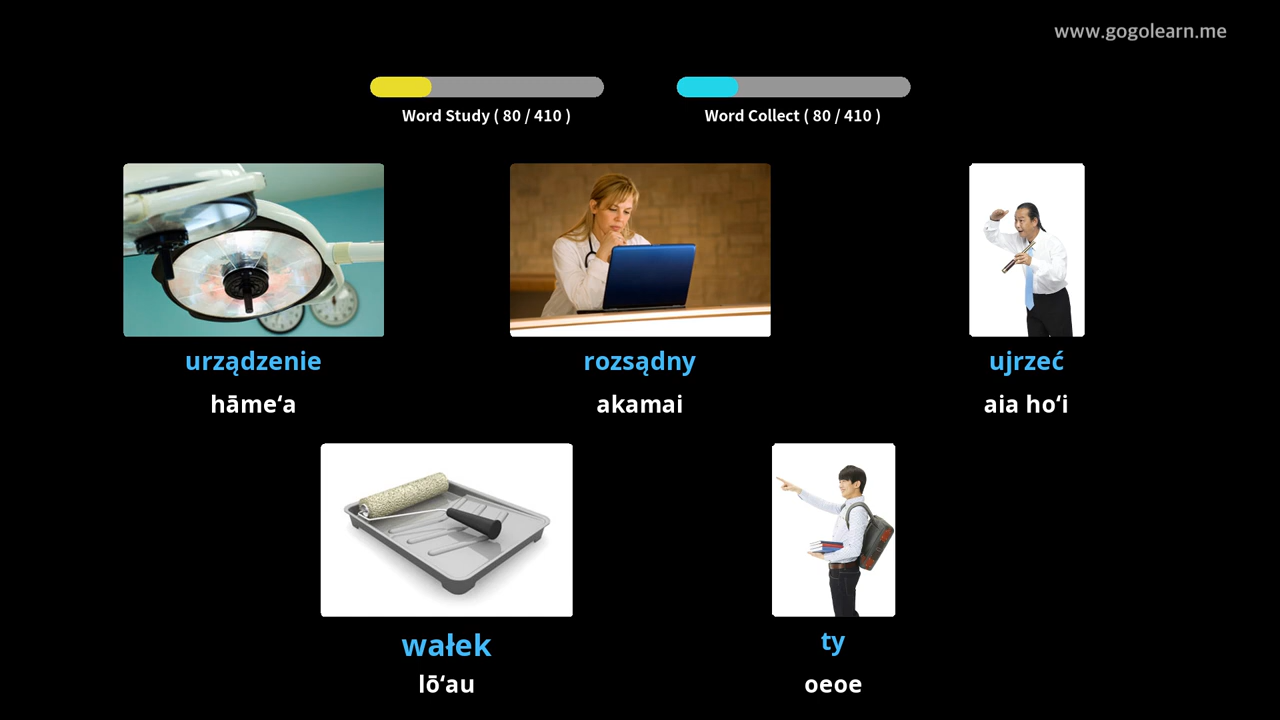 www.gogolearn.me
Word Study ( 80 / 410 )
Word Collect ( 80 / 410 )
urządzenie
hāmeʻa
rozsądny
akamai
ujrzeć
aia hoʻi
wałek
lōʻau
ty
oeoe